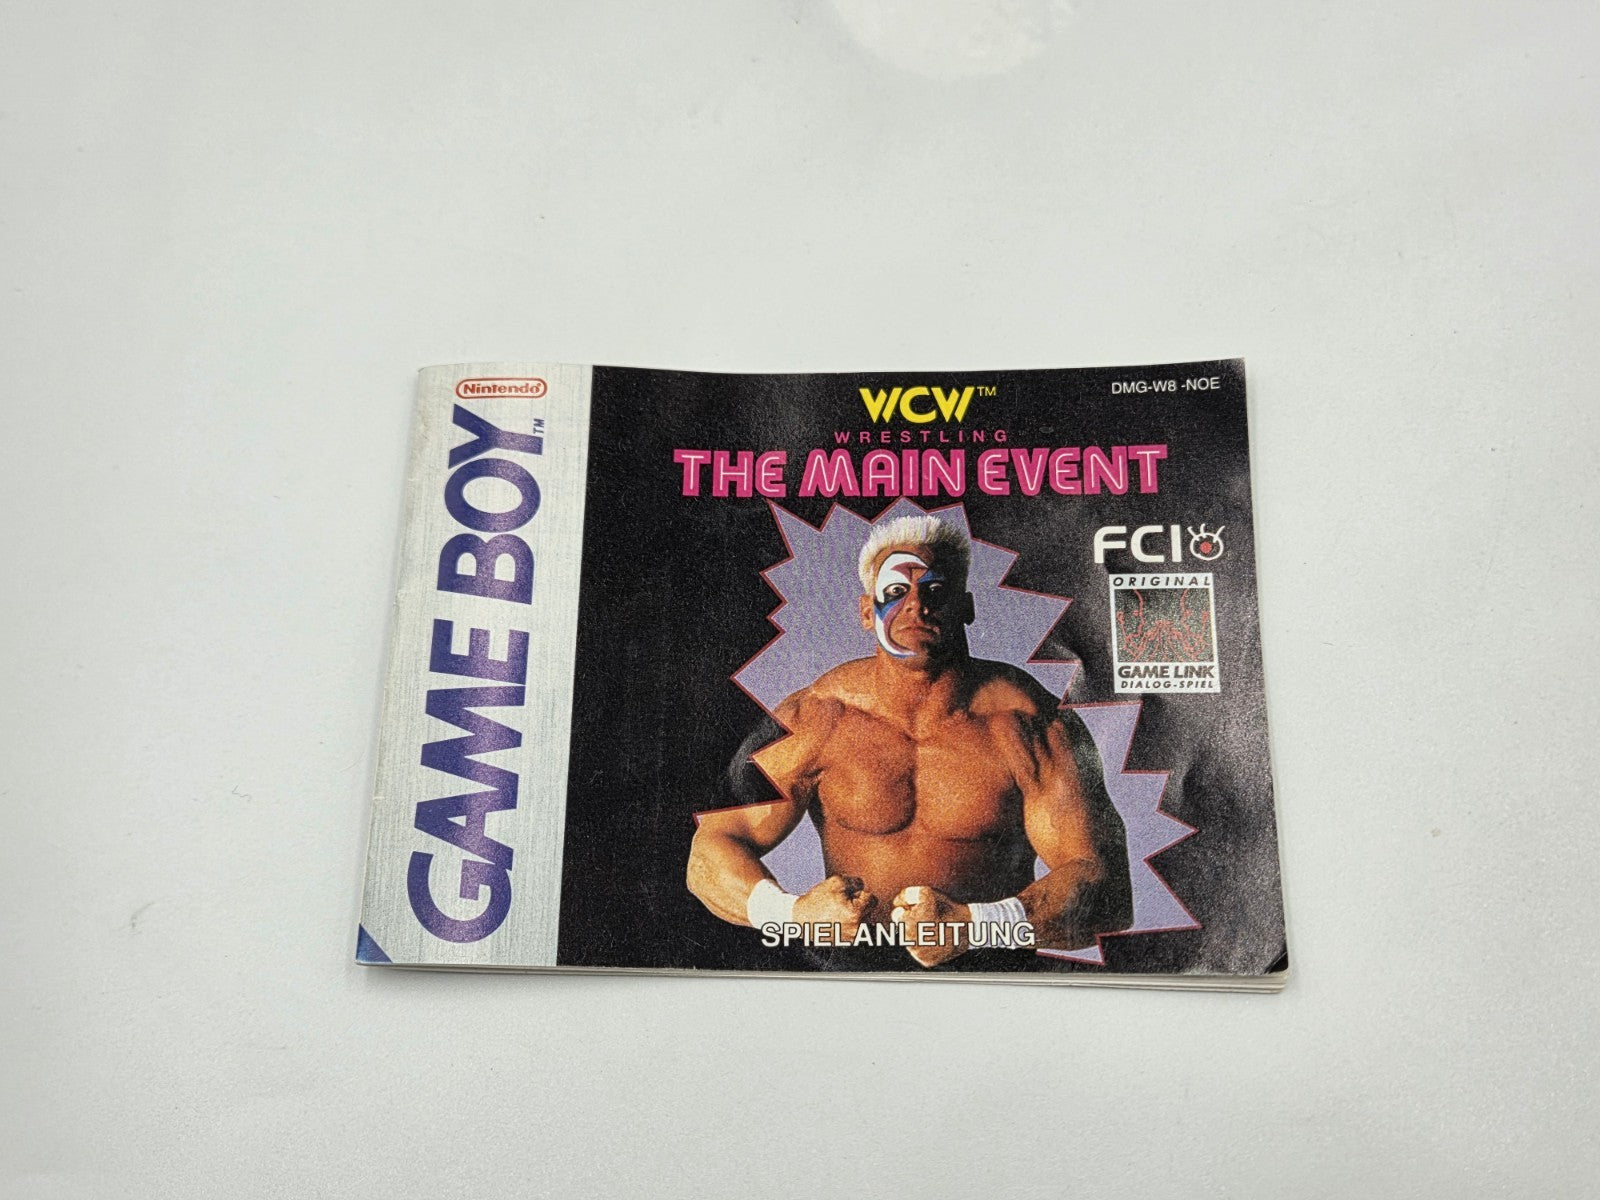 Nintendo
GAME BOY™
WCW™
WRESTLING
THE MAIN EVENT
DMG-W8 -NOE
FCI
ORIGINAL
GAME LINK
DIALOG-SPIEL
SPIELANLEITUNG